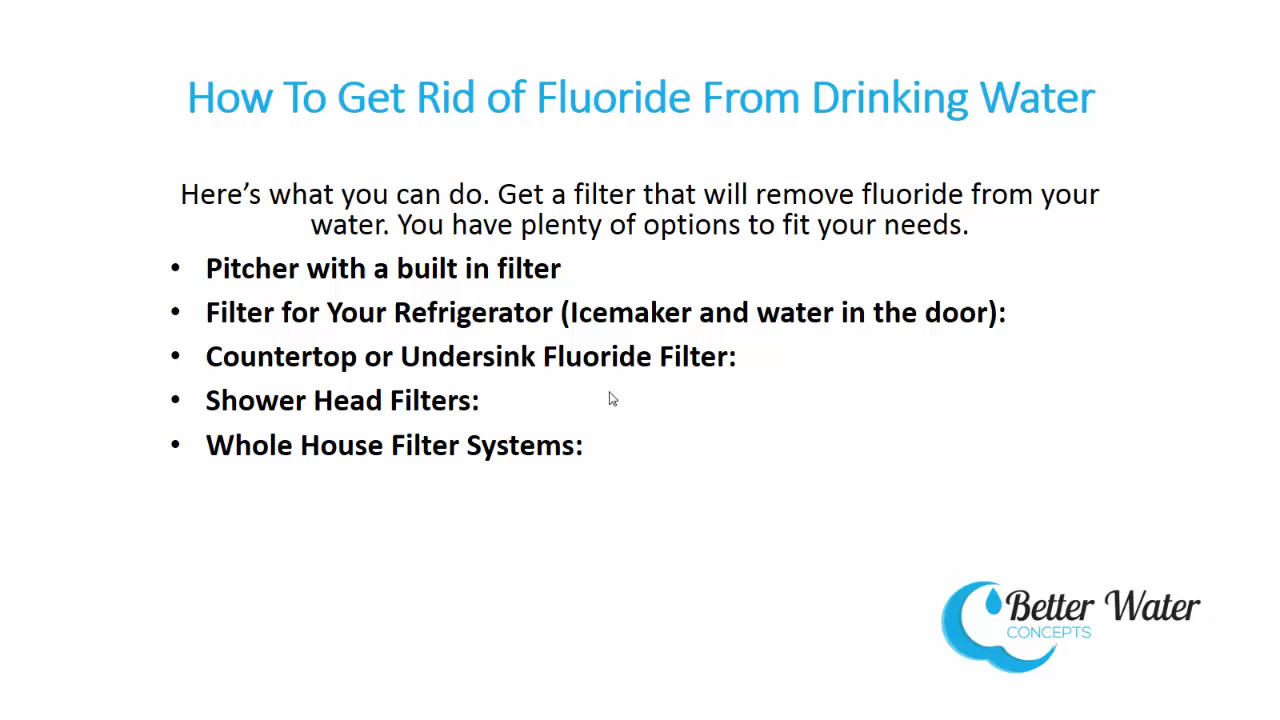 How To Get Rid of Fluoride From Drinking Water
Here’s what you can do. Get a filter that will remove fluoride from your
water. You have plenty of options to fit your needs.
• Pitcher with a built in filter
• Filter for Your Refrigerator (Icemaker and water in the door):
• Countertop or Undersink Fluoride Filter:
• Shower Head Filters:
• Whole House Filter Systems:
Better Water
CONCEPTS